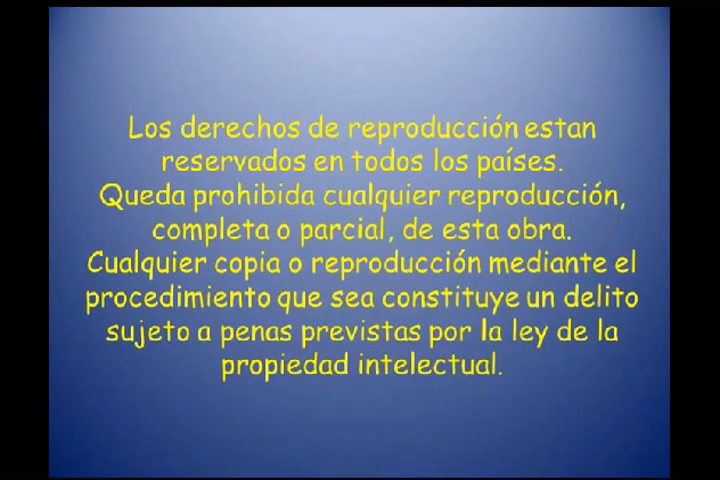 Los derechos de reproducción estan
reservados en todos los países.
Queda prohibida cualquier reproducción,
completa o parcial, de esta obra.
Cualquier copia o reproducción mediante el
procedimiento que sea constituye un delito
sujeto a penas previstas por la ley de la
propiedad intelectual.